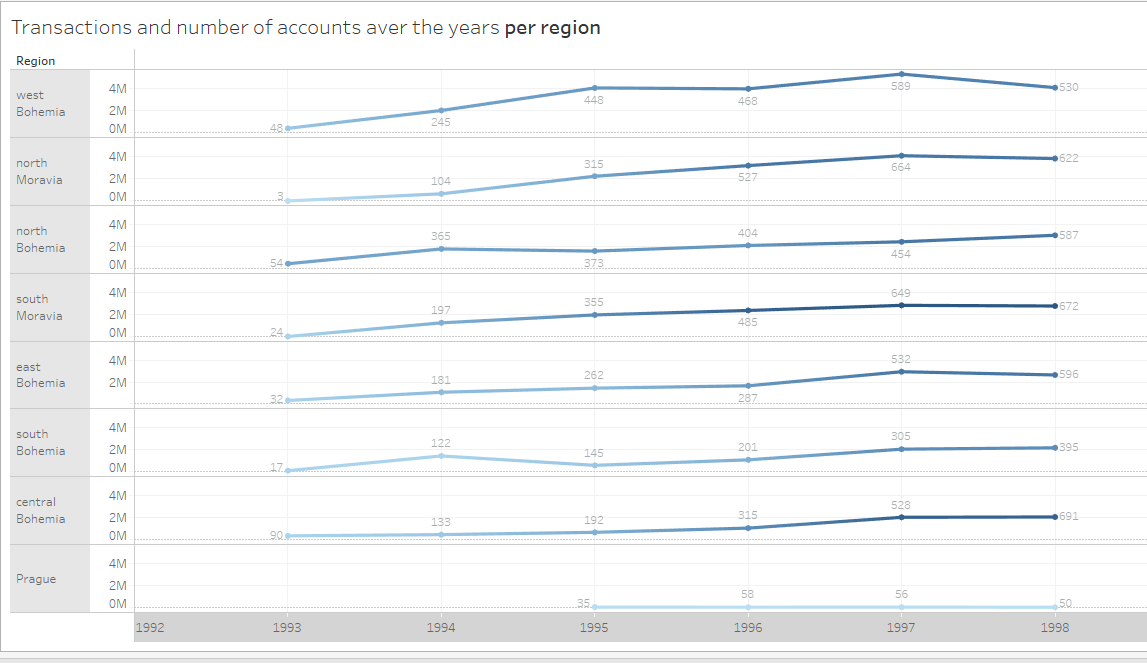 Transactions and number of accounts aver the years per region
Region
west
Bohemia
4M
2M
0M
48
245
448
468
589
530
north
Moravia
4M
2M
0M
3
104
315
527
664
622
north
Bohemia
4M
2M
0M
54
365
373
404
454
587
south
Moravia
4M
2M
0M
24
197
355
485
649
672
east
Bohemia
4M
2M
32
181
262
287
532
596
south
Bohemia
4M
2M
0M
17
122
145
201
305
395
central
Bohemia
4M
2M
0M
90
133
192
315
528
691
Prague
4M
2M
0M
35
58
56
50
1992 1993 1994 1995 1996 1997 1998